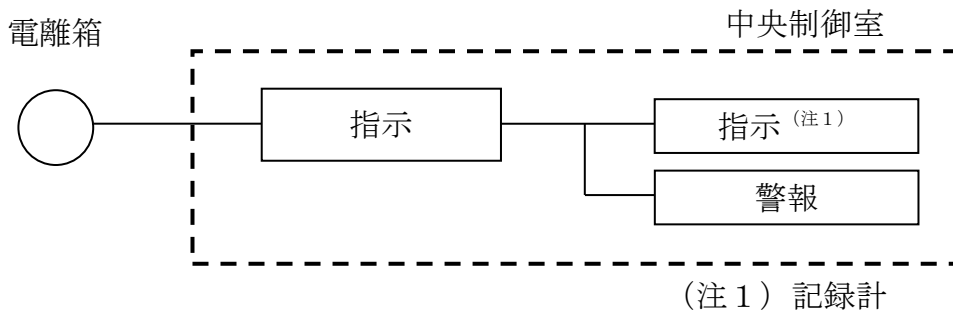 中央制御室
電離箱
指示
指示（注１）
警報
（注１）記録計